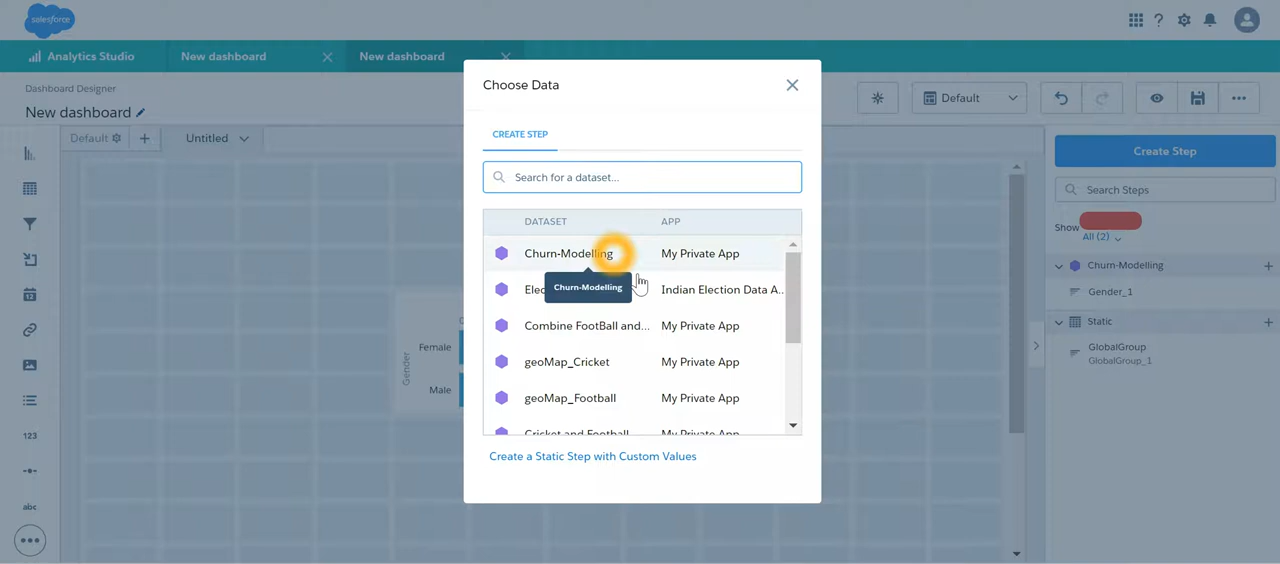 salesforce
Analytics Studio
New dashboard
New dashboard
Dashboard Designer
New dashboard
Default
Default
Untitled
Choose Data
CREATE STEP
Search for a dataset...
DATASET APP
Churn-Modelling My Private App
Churn-Modelling
Elec Indian Election Data A..
Combine FootBall and... My Private App
geoMap_Cricket My Private App
geoMap_Football My Private App
Cricket and Football My Private App
Create a Static Step with Custom Values
Gender
Female
Male
123
abc
Create Step
Search Steps
Show
All (2)
Churn-Modelling
Gender_1
Static
GlobalGroup
GlobalGroup_1